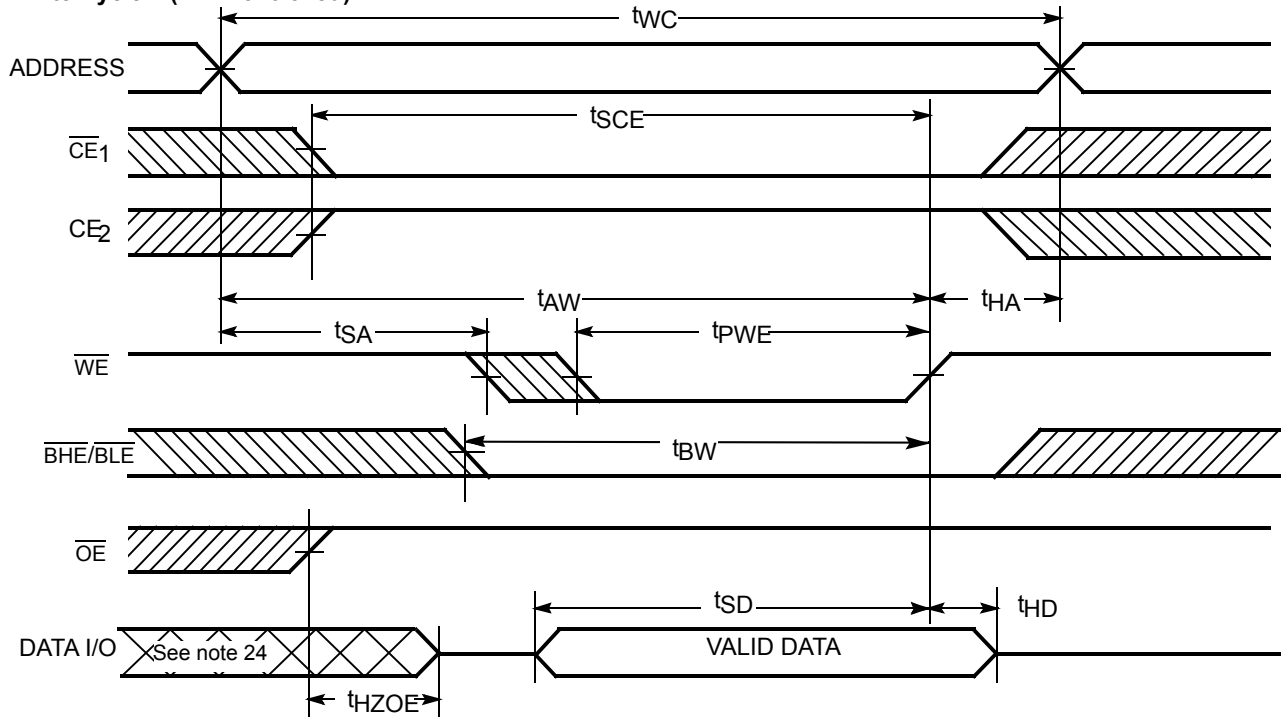 tWC
ADDRESS
tSCE
CE1
CE2
tAW
tHA
tSA
tPWE
WE
BHE/BLE
tBW
OE
tSD
tHD
DATA I/O
See note 24
VALID DATA
tHZOE